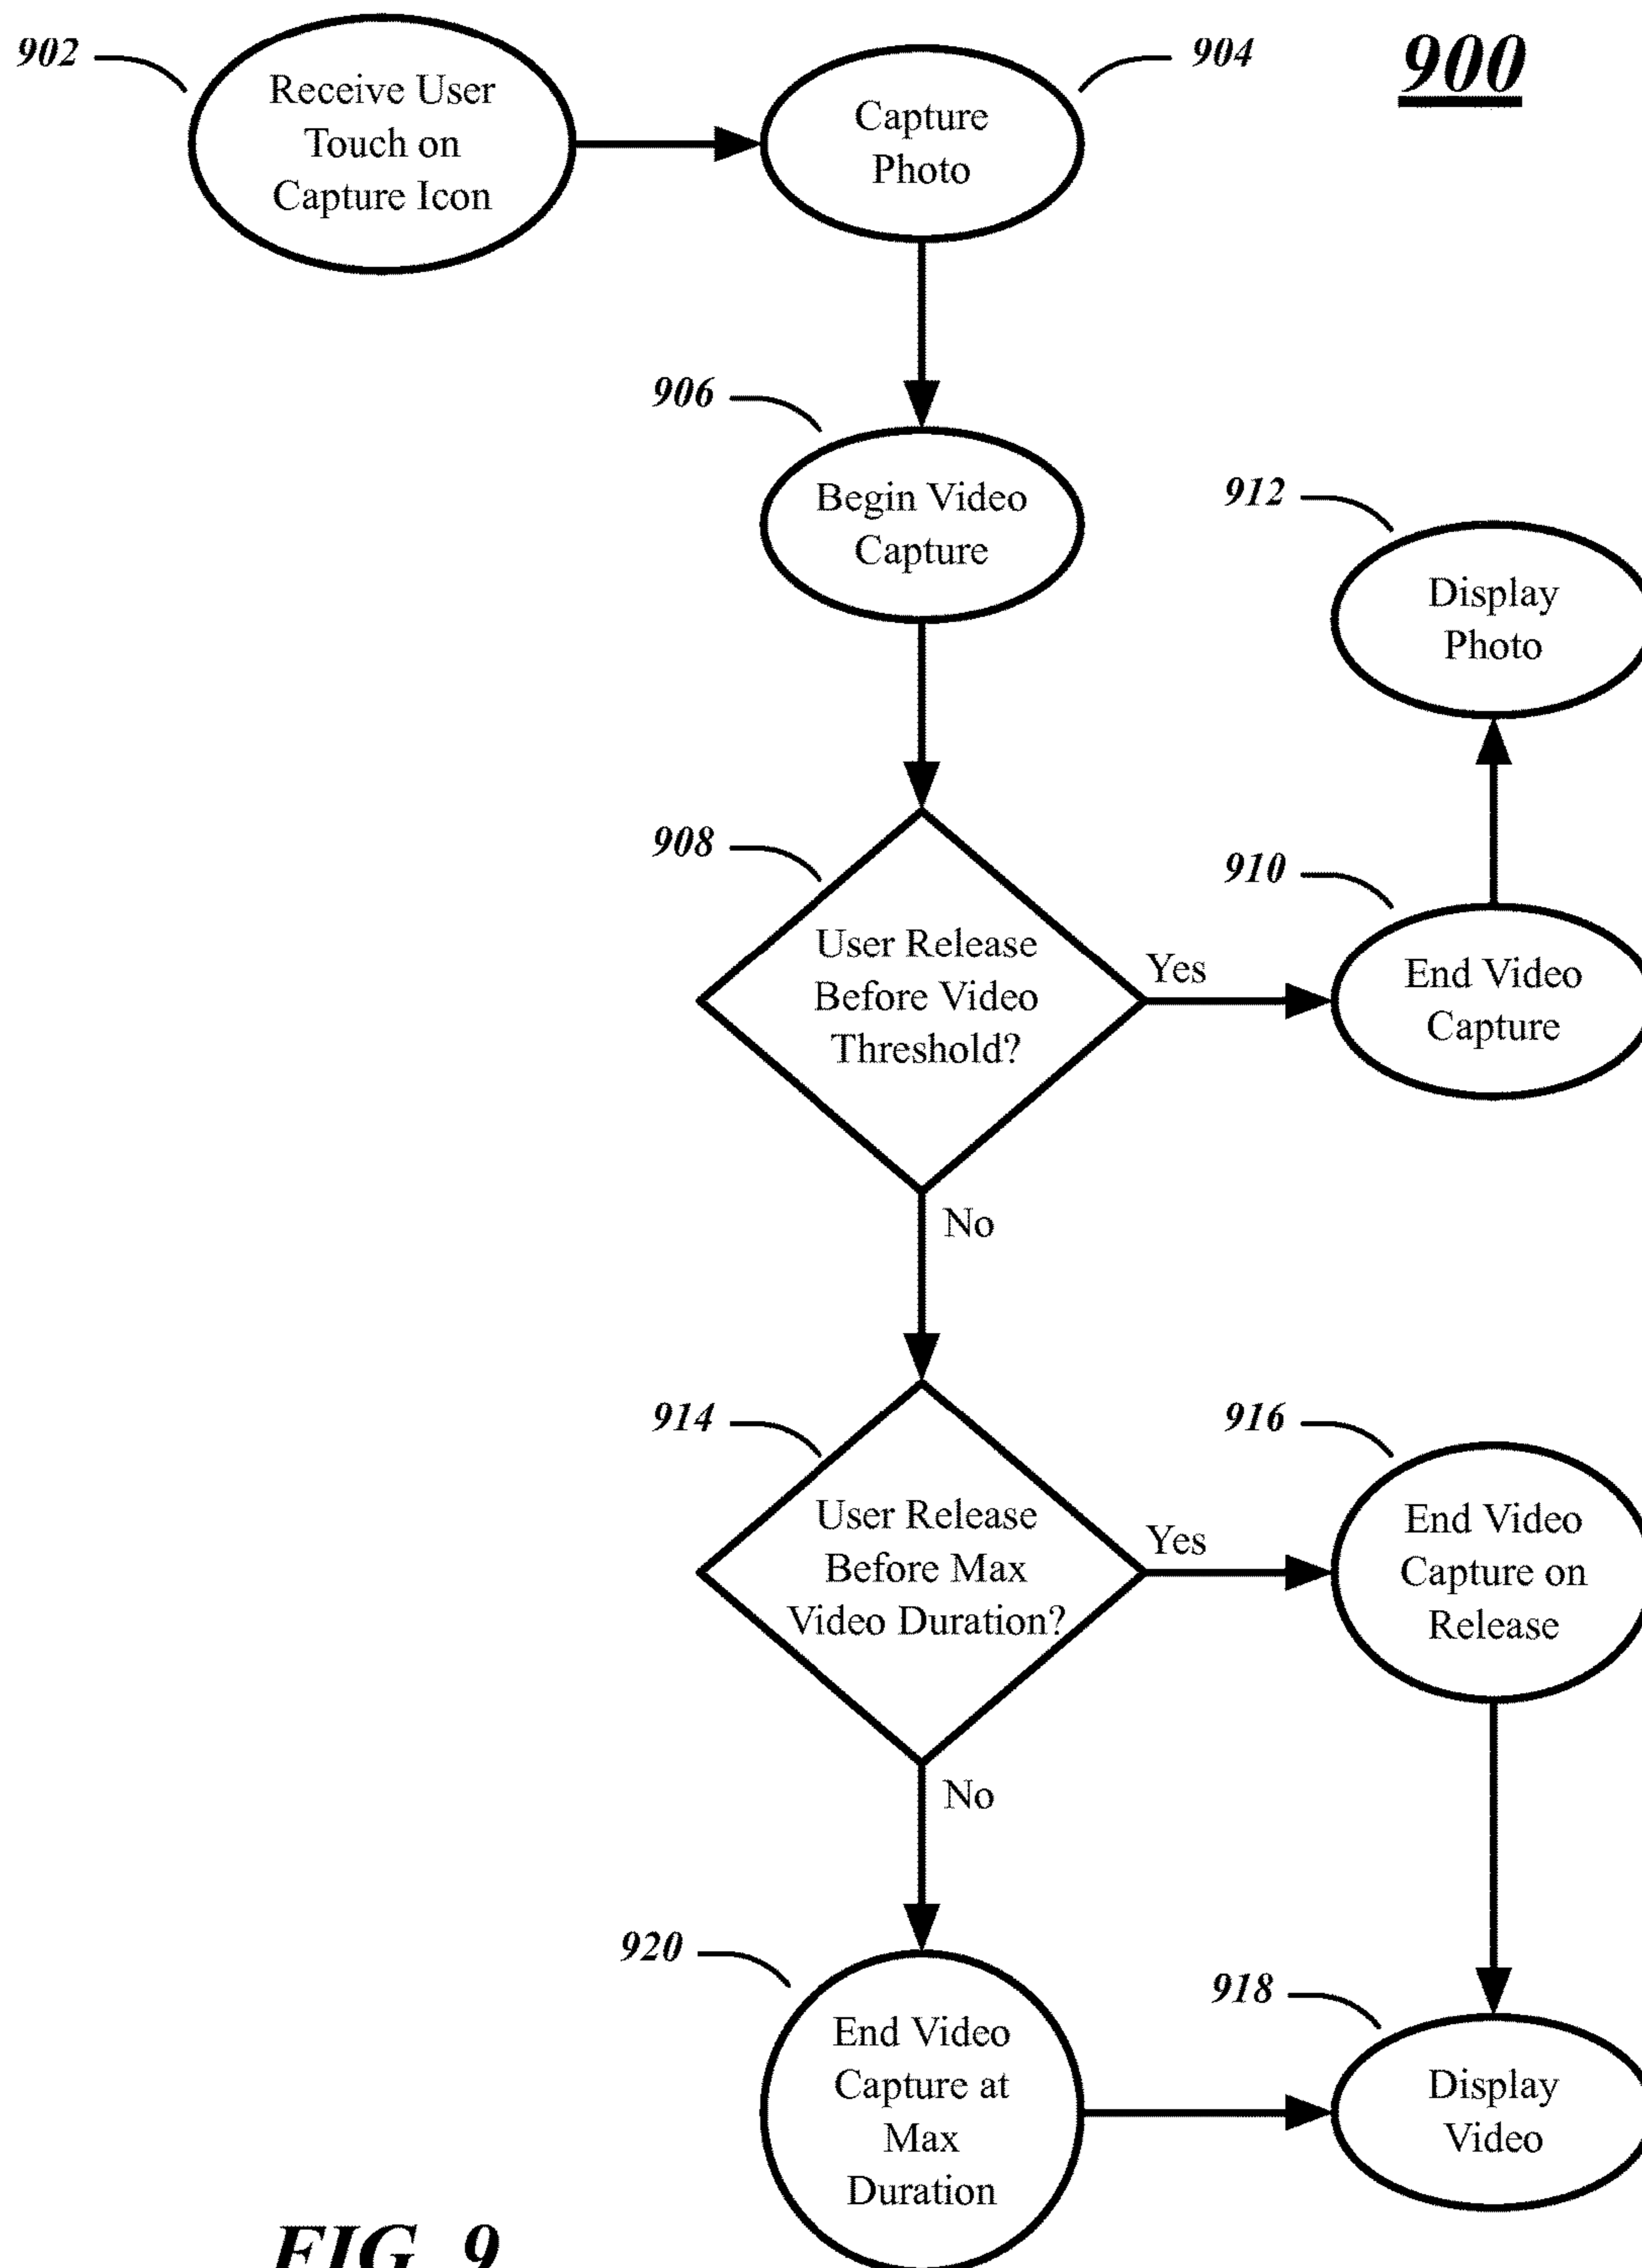 902
Receive User
Touch on
Capture Icon
904
Capture
Photo
900
906
Begin Video
Capture
912
Display
Photo
908
User Release
Before Video
Threshold?
Yes
910
End Video
Capture
No
914
User Release
Before Max
Video Duration?
Yes
916
End Video
Capture on
Release
No
920
End Video
Capture at
Max
Duration
918
Display
Video
FIG. 9